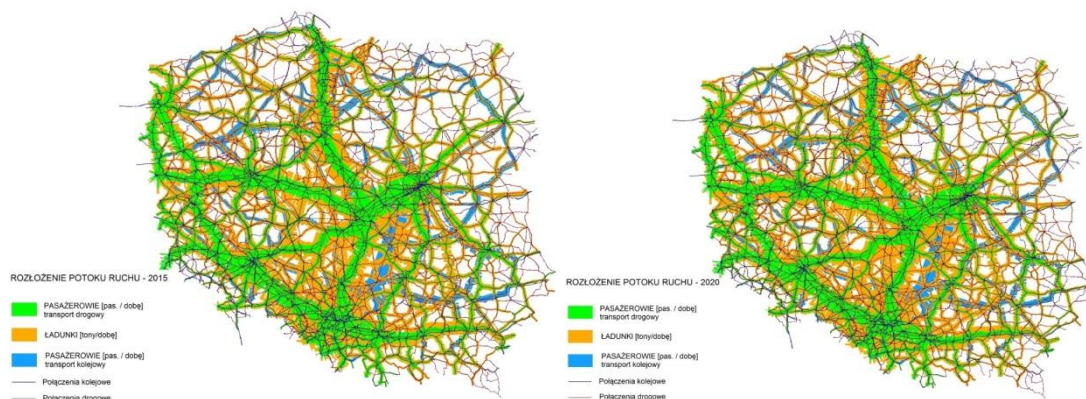 ROZŁOŻENIE POTOKU RUCHU - 2015
PASAŻEROWIE [pas. / dobę]
transport drogowy
ŁADUNKI [tony/dobę]
PASAŻEROWIE [pas. / dobę]
transport kolejowy
Połączenia kolejowe
Połączenia drogowe
ROZŁOŻENIE POTOKU RUCHU - 2020
PASAŻEROWIE [pas. / dobę]
transport drogowy
ŁADUNKI [tony/dobę]
PASAŻEROWIE [pas. / dobę]
transport kolejowy
Połączenia kolejowe
Połączenia drogowe